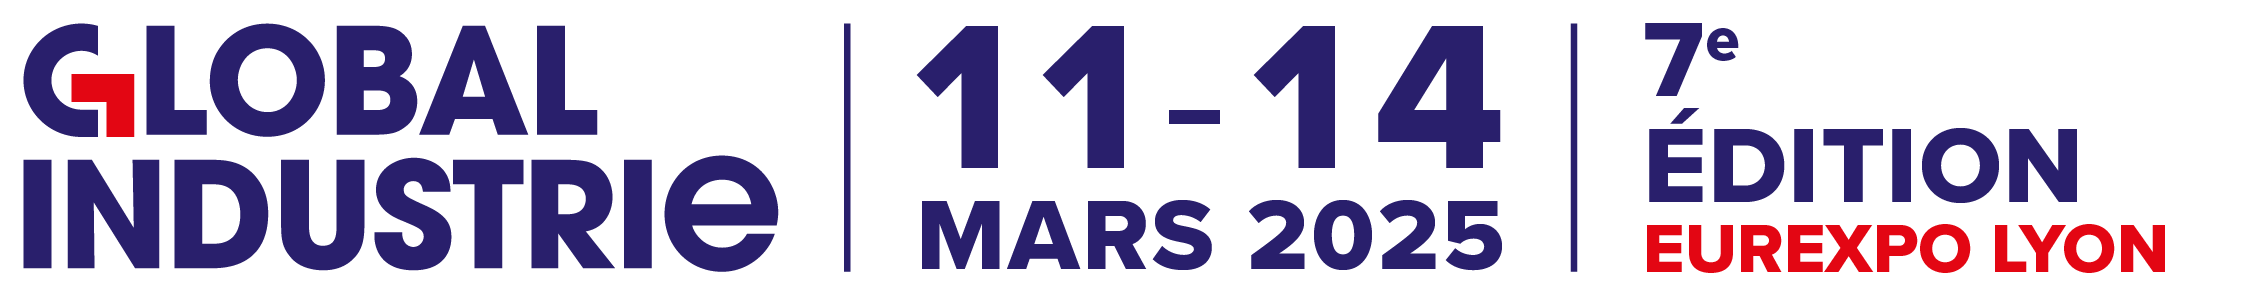 GLOBAL
INDUSTRIE
11–14
MARS 2025
7e
ÉDITION
EUREXPO LYON